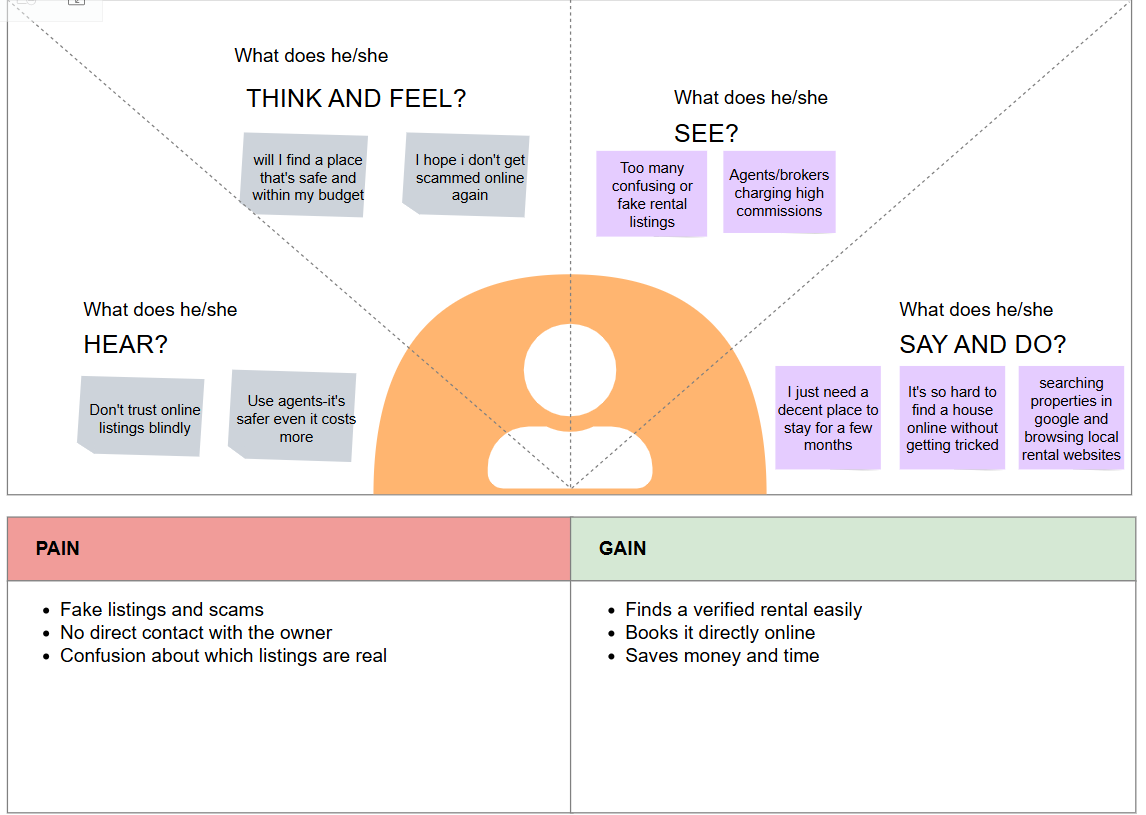 What does he/she
THINK AND FEEL?
will I find a place
that's safe and
within my budget
I hope i don't get
scammed online
again
What does he/she
SEE?
Too many
confusing or
fake rental
listings
Agents/brokers
charging high
commissions
What does he/she
HEAR?
Don't trust online
listings blindly
Use agents-it's
safer even it costs
more
What does he/she
SAY AND DO?
I just need a
decent place to
stay for a few
months
It's so hard to
find a house
online without
getting tricked
searching
properties in
google and
browsing local
rental websites
PAIN
Fake listings and scams
No direct contact with the owner
Confusion about which listings are real
GAIN
Finds a verified rental easily
Books it directly online
Saves money and time